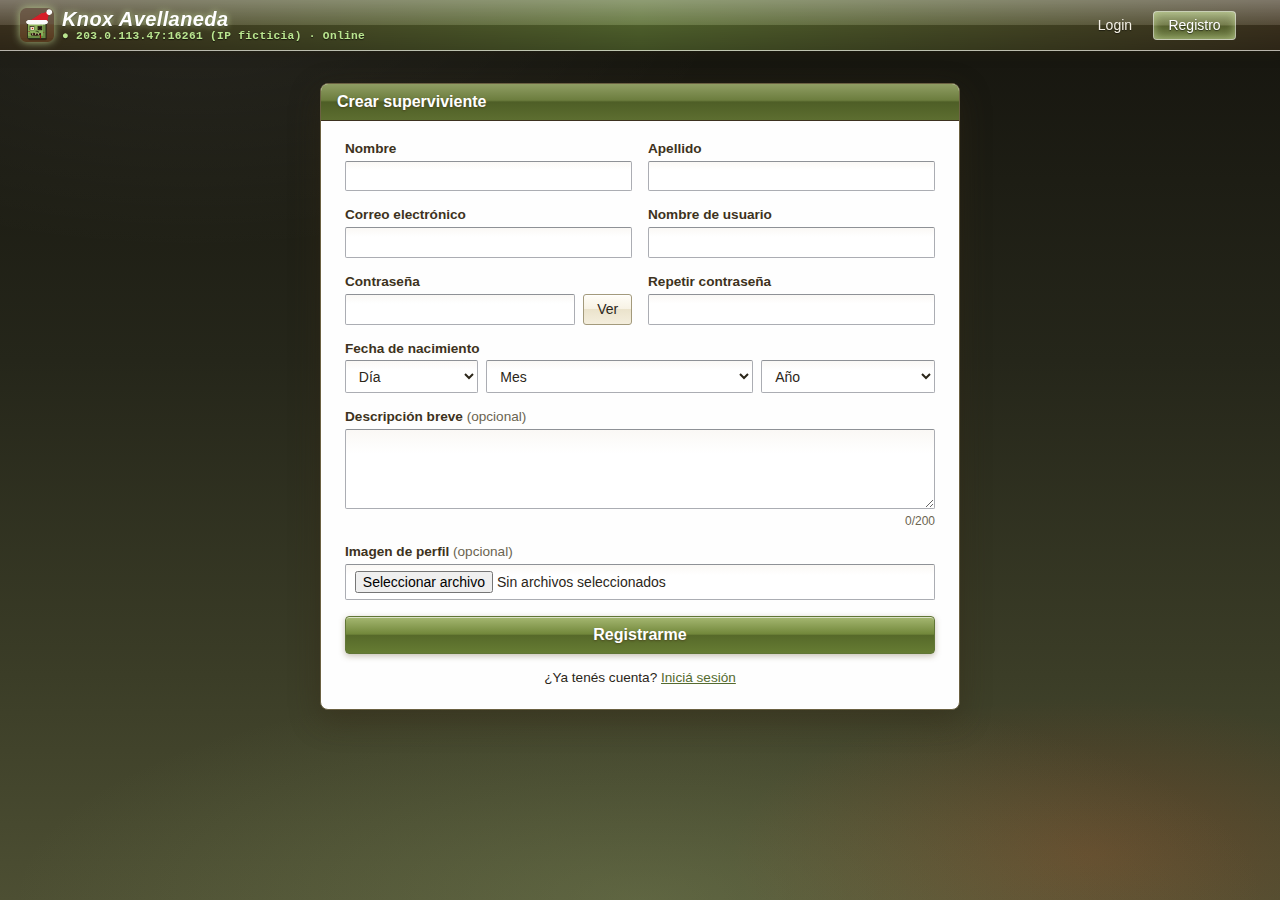 Knox Avellaneda
● 203.0.113.47:16261 (IP ficticia) · Online
Login
Registro
Crear superviviente
Nombre
Apellido
Correo electrónico
Nombre de usuario
Contraseña
Repetir contraseña
Ver
Fecha de nacimiento
Día
Mes
Año
Descripción breve (opcional)
0/200
Imagen de perfil (opcional)
Seleccionar archivo Sin archivos seleccionados
Registrarme
¿Ya tenés cuenta? Iniciá sesión